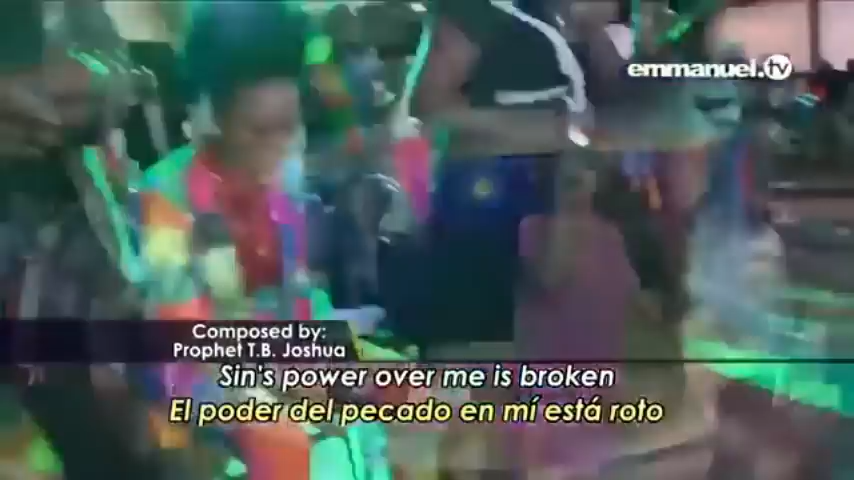 emmanuel.tv
Composed by:
Prophet T.B. Joshua
Sin's power over me is broken
El poder del pecado en mí está roto